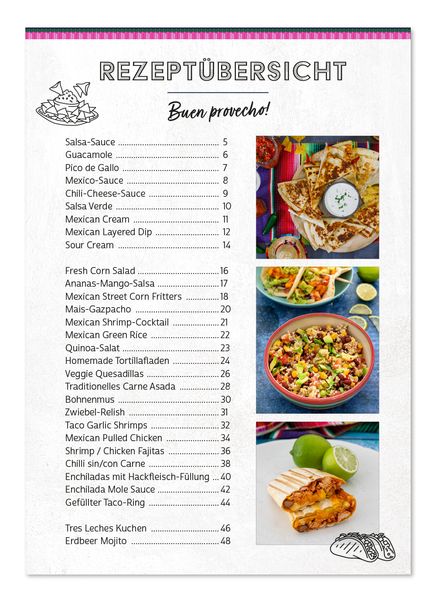 REZEPTÜBERSICHT
Buen provecho!
Salsa-Sauce ........ 5
Guacamole ........ 6
Pico de Gallo ........ 7
Mexico-Sauce ........ 8
Chili-Cheese-Sauce ........ 9
Salsa Verde ........ 10
Mexican Cream ........ 11
Mexican Layered Dip ........ 12
Sour Cream ........ 14
Fresh Corn Salad ........ 16
Ananas-Mango-Salsa ........ 17
Mexican Street Corn Fritters ........ 18
Mais-Gazpacho ........ 20
Mexican Shrimp-Cocktail ........ 21
Mexican Green Rice ........ 22
Quinoa-Salat ........ 23
Homemade Tortillafladen ........ 24
Veggie Quesadillas ........ 26
Traditionelles Carne Asada ........ 28
Bohnenmus ........ 30
Zwiebel-Relish ........ 31
Taco Garlic Shrimps ........ 32
Mexican Pulled Chicken ........ 34
Shrimp / Chicken Fajitas ........ 36
Chilli sin/con Carne ........ 38
Enchiladas mit Hackfleisch-Füllung ... 40
Enchilada Mole Sauce ........ 42
Gefüllter Taco-Ring ........ 44
Tres Leches Kuchen ........ 46
Erdbeer Mojito ........ 48